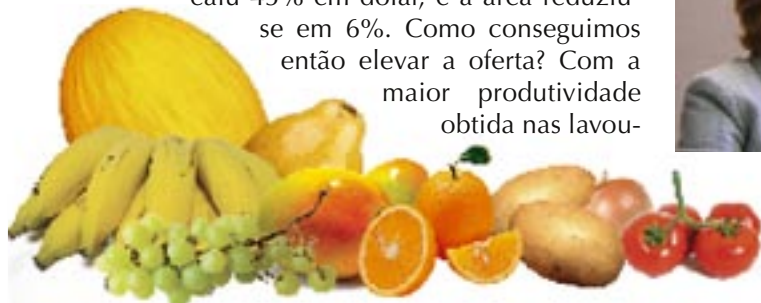 caiu 45% em dólar, e a área reduziu-
se em 6%. Como conseguimos
então elevar a oferta? Com a
maior produtividade
obtida nas lavou-